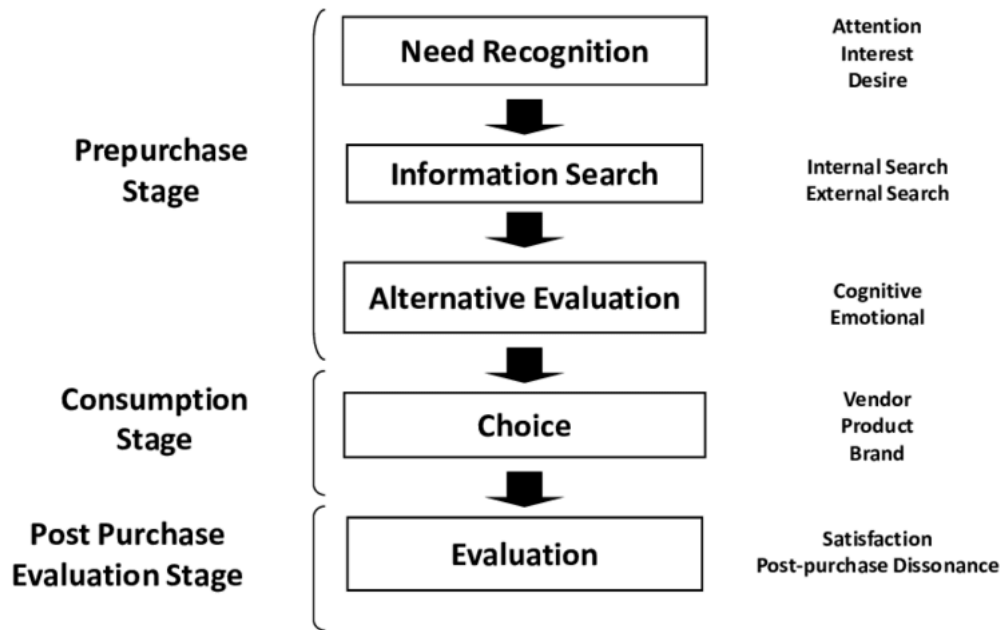 Need Recognition
Attention
Interest
Desire
Prepurchase
Stage
Information Search
Internal Search
External Search
Alternative Evaluation
Cognitive
Emotional
Consumption
Stage
Choice
Vendor
Product
Brand
Post Purchase
Evaluation Stage
Evaluation
Satisfaction
Post-purchase Dissonance